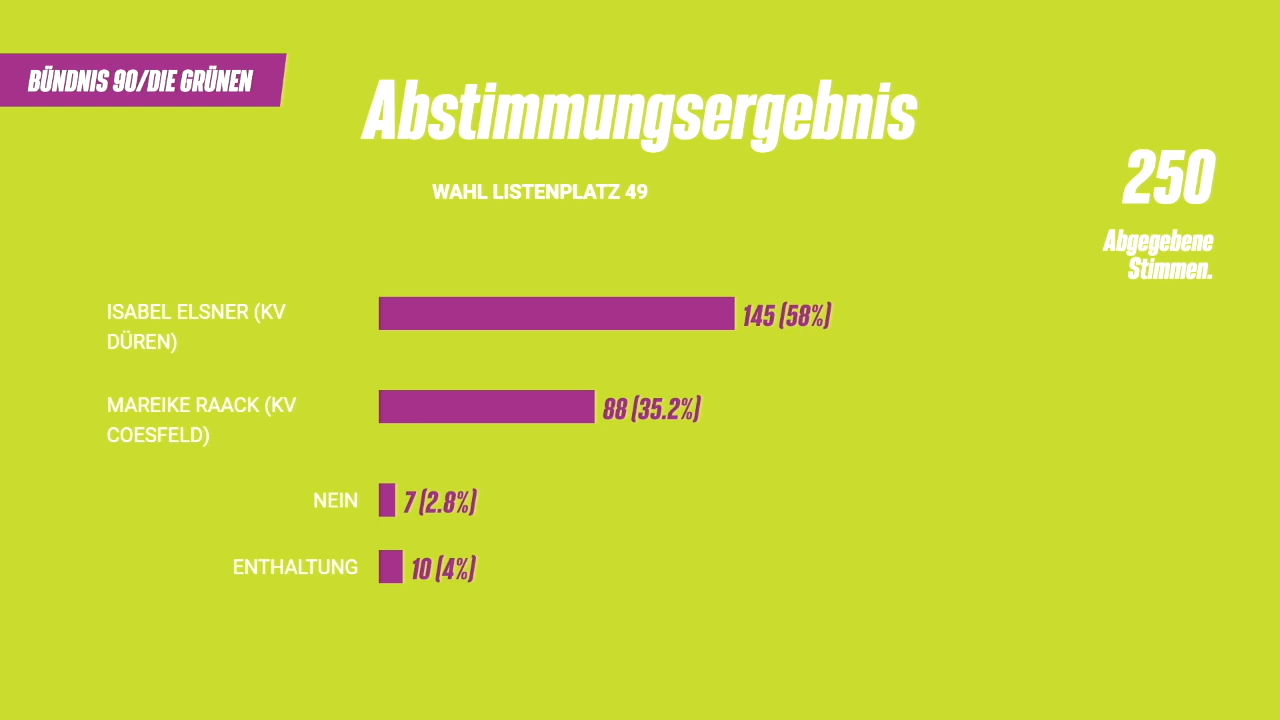 BÜNDNIS 90/DIE GRÜNEN
Abstimmungsergebnis
WAHL LISTENPLATZ 49
250
Abgegebene
Stimmen.
ISABEL ELSNER (KV
DÜREN)
145 (58%)
MAREIKE RAACK (KV
COESFELD)
88 (35.2%)
NEIN
7 (2.8%)
ENTHALTUNG
10 (4%)